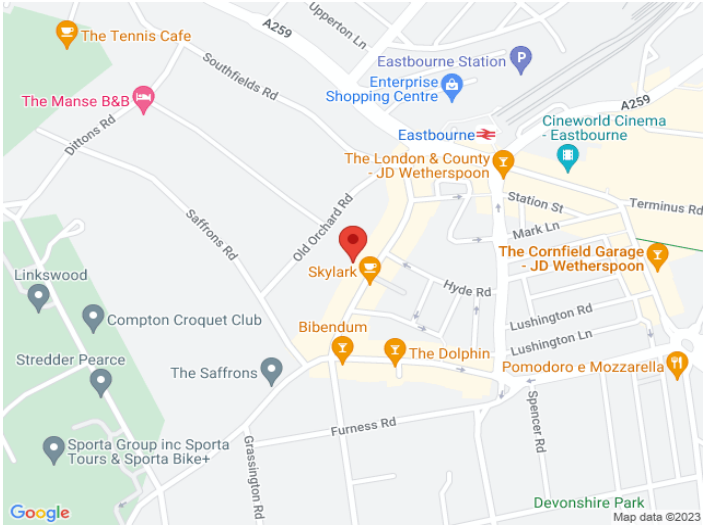 Upperton Ln
A259
The Tennis Cafe
Southfields Rd
Eastbourne Station
P
Enterprise
Shopping Centre
The Manse B&B
A259
Cineworld Cinema
- Eastbourne
Eastbourne
Dittons Rd
The London & County
- JD Wetherspoon
Station St
Terminus Rd
Old Orchard Rd
Mark Ln
Saffrons Rd
The Cornfield Garage
- JD Wetherspoon
Skylark
Linkswood
Hyde Rd
Compton Croquet Club
Lushington Rd
Bibendum
Lushington Ln
Stredder Pearce
The Saffrons
The Dolphin
Pomodoro e Mozzarella
Furness Rd
Spencer Rd
Sporta Group inc Sporta
Tours & Sporta Bike+
Grassington Rd
Devonshire Park
Google
Map data ©2023